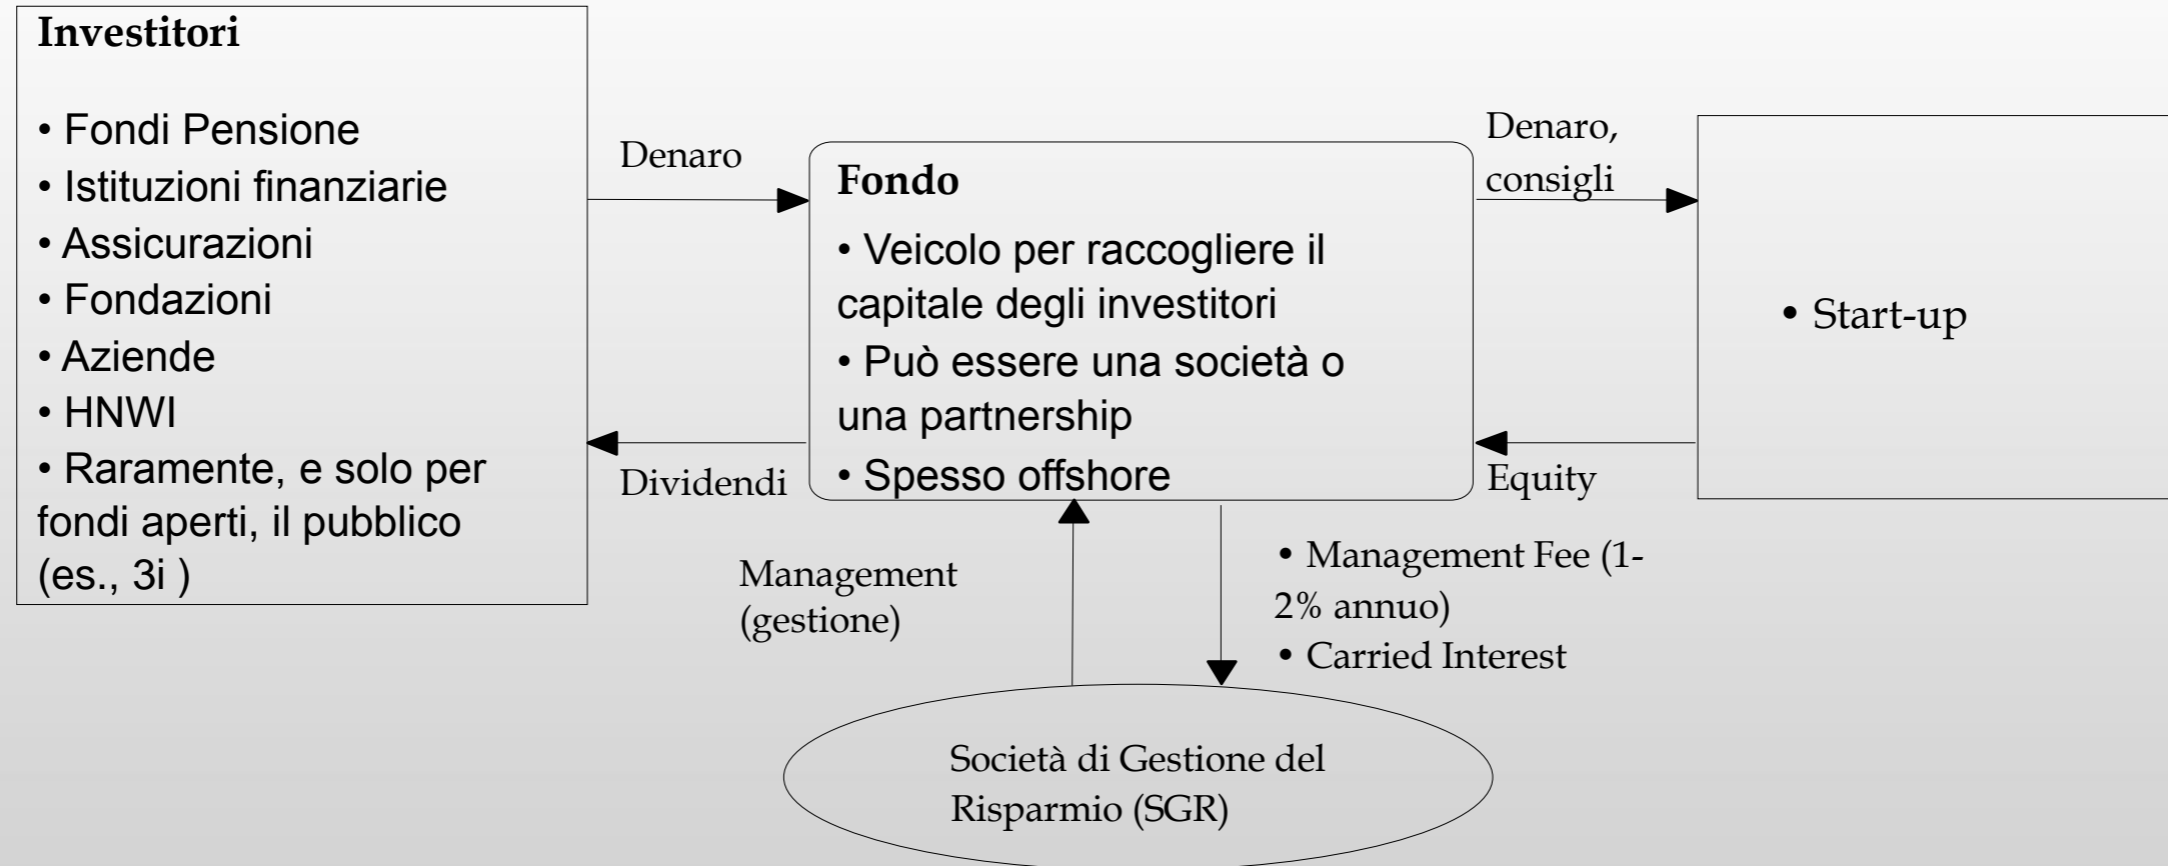 Investitori
• Fondi Pensione
• Istituzioni finanziarie
• Assicurazioni
• Fondazioni
• Aziende
• HNWI
• Raramente, e solo per
fondi aperti, il pubblico
(es., 3i )
Denaro
Dividendi
Fondo
• Veicolo per raccogliere il
capitale degli investitori
• Può essere una società o
una partnership
• Spesso offshore
Denaro,
consigli
Equity
• Start-up
Management
(gestione)
• Management Fee (1-
2% annuo)
• Carried Interest
Società di Gestione del
Risparmio (SGR)